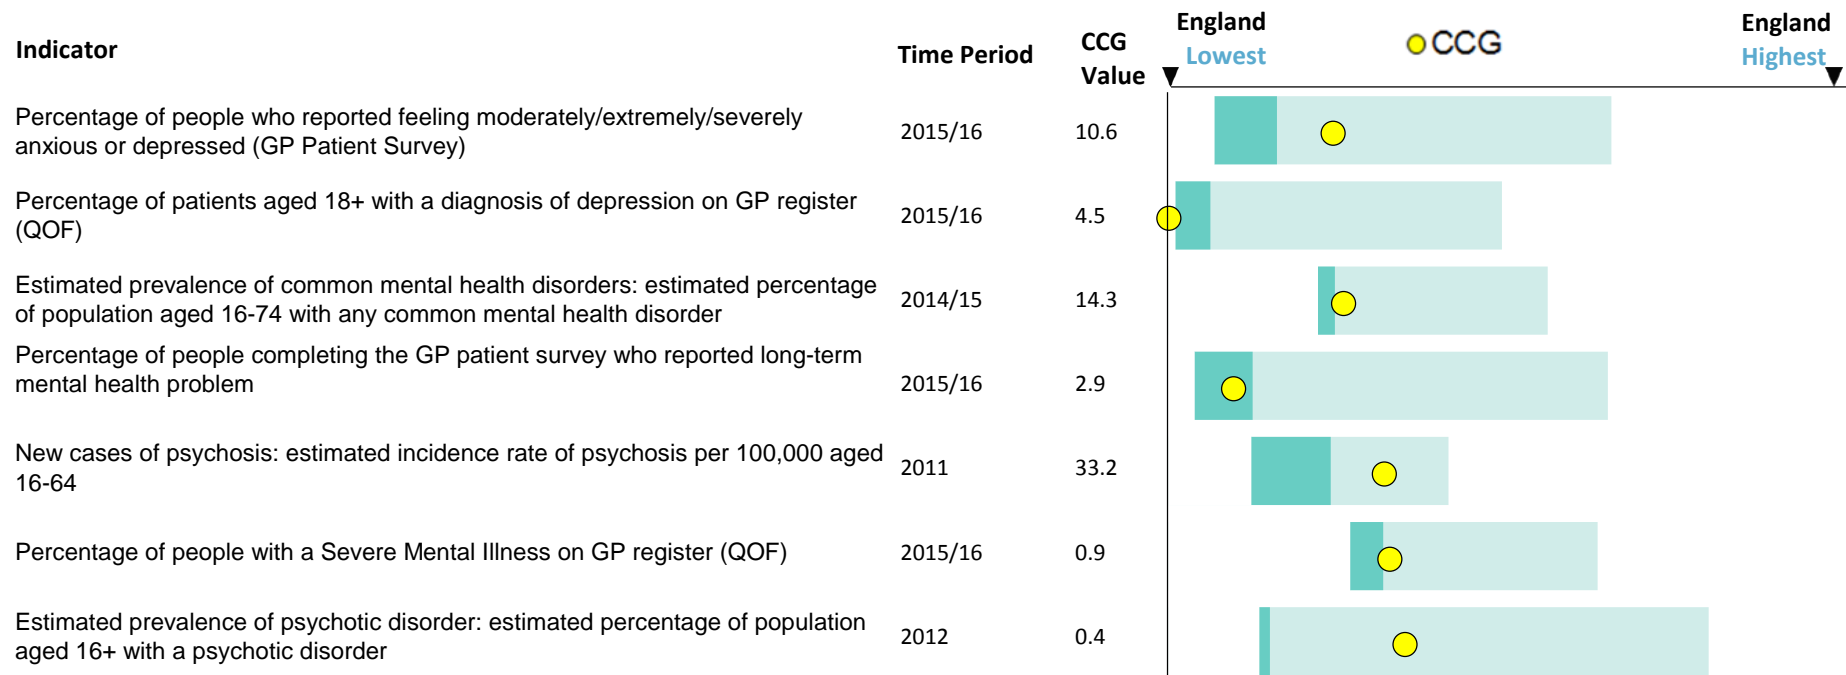 Indicator
Time Period
CCG
Value
England
Lowest
CCG
England
Highest
Percentage of people who reported feeling moderately/extremely/severely
anxious or depressed (GP Patient Survey)
2015/16
10.6
Percentage of patients aged 18+ with a diagnosis of depression on GP register
(QOF)
2015/16
4.5
Estimated prevalence of common mental health disorders: estimated percentage
of population aged 16-74 with any common mental health disorder
2014/15
14.3
Percentage of people completing the GP patient survey who reported long-term
mental health problem
2015/16
2.9
New cases of psychosis: estimated incidence rate of psychosis per 100,000 aged
16-64
2011
33.2
Percentage of people with a Severe Mental Illness on GP register (QOF)
2015/16
0.9
Estimated prevalence of psychotic disorder: estimated percentage of population
aged 16+ with a psychotic disorder
2012
0.4